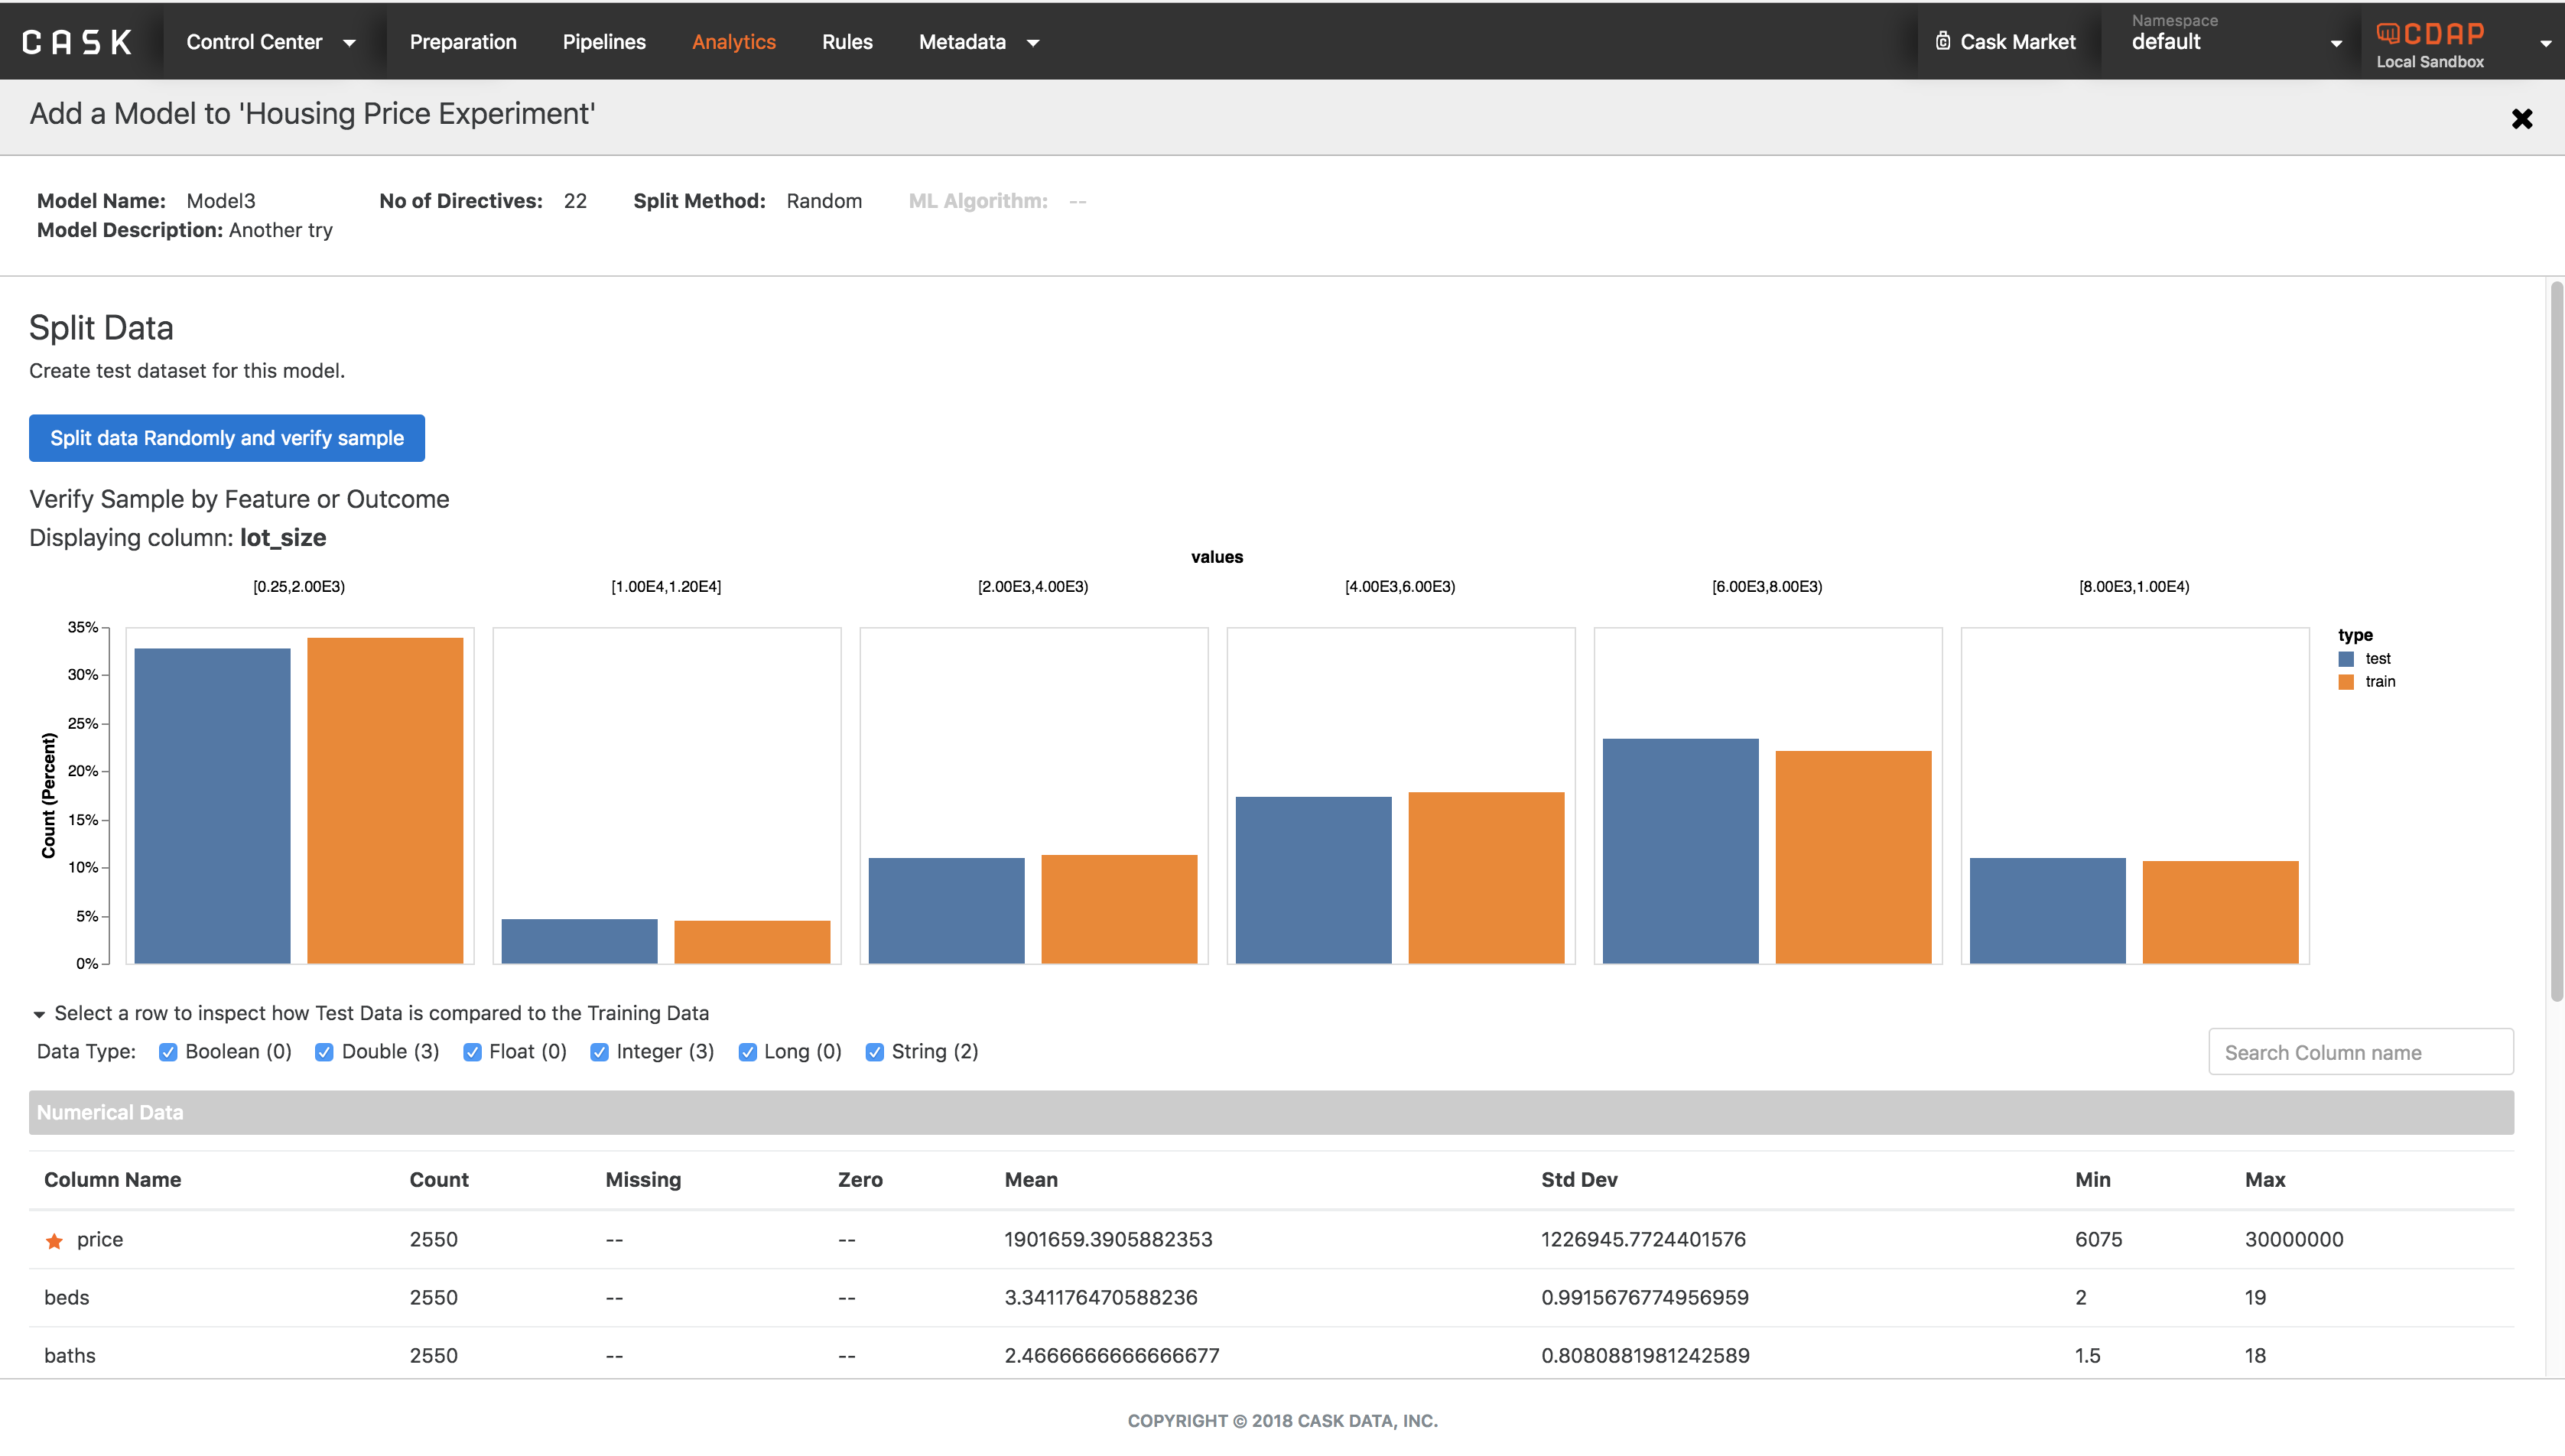 CASK Control Center Preparation Pipelines Analytics Rules Metadata Cask Market Namespace default CDAP Local Sandbox
Add a Model to 'Housing Price Experiment'
Model Name: Model3 No of Directives: 22 Split Method: Random ML Algorithm: --
Model Description: Another try
Split Data
Create test dataset for this model.
Split data Randomly and verify sample
Verify Sample by Feature or Outcome
Displaying column: lot_size
values
[0.25,2.00E3) [1.00E4,1.20E4] [2.00E3,4.00E3) [4.00E3,6.00E3) [6.00E3,8.00E3) [8.00E3,1.00E4)
Count (Percent)
35%
30%
25%
20%
15%
10%
5%
0%
type
test
train
Select a row to inspect how Test Data is compared to the Training Data
Data Type: Boolean (0) Double (3) Float (0) Integer (3) Long (0) String (2) Search Column name
Numerical Data
Column Name Count Missing Zero Mean Std Dev Min Max
price 2550 -- -- 1901659.3905882353 1226945.7724401576 6075 30000000
beds 2550 -- -- 3.341176470588236 0.9915676774956959 2 19
baths 2550 -- -- 2.4666666666666677 0.8080881981242589 1.5 18
COPYRIGHT © 2018 CASK DATA, INC.